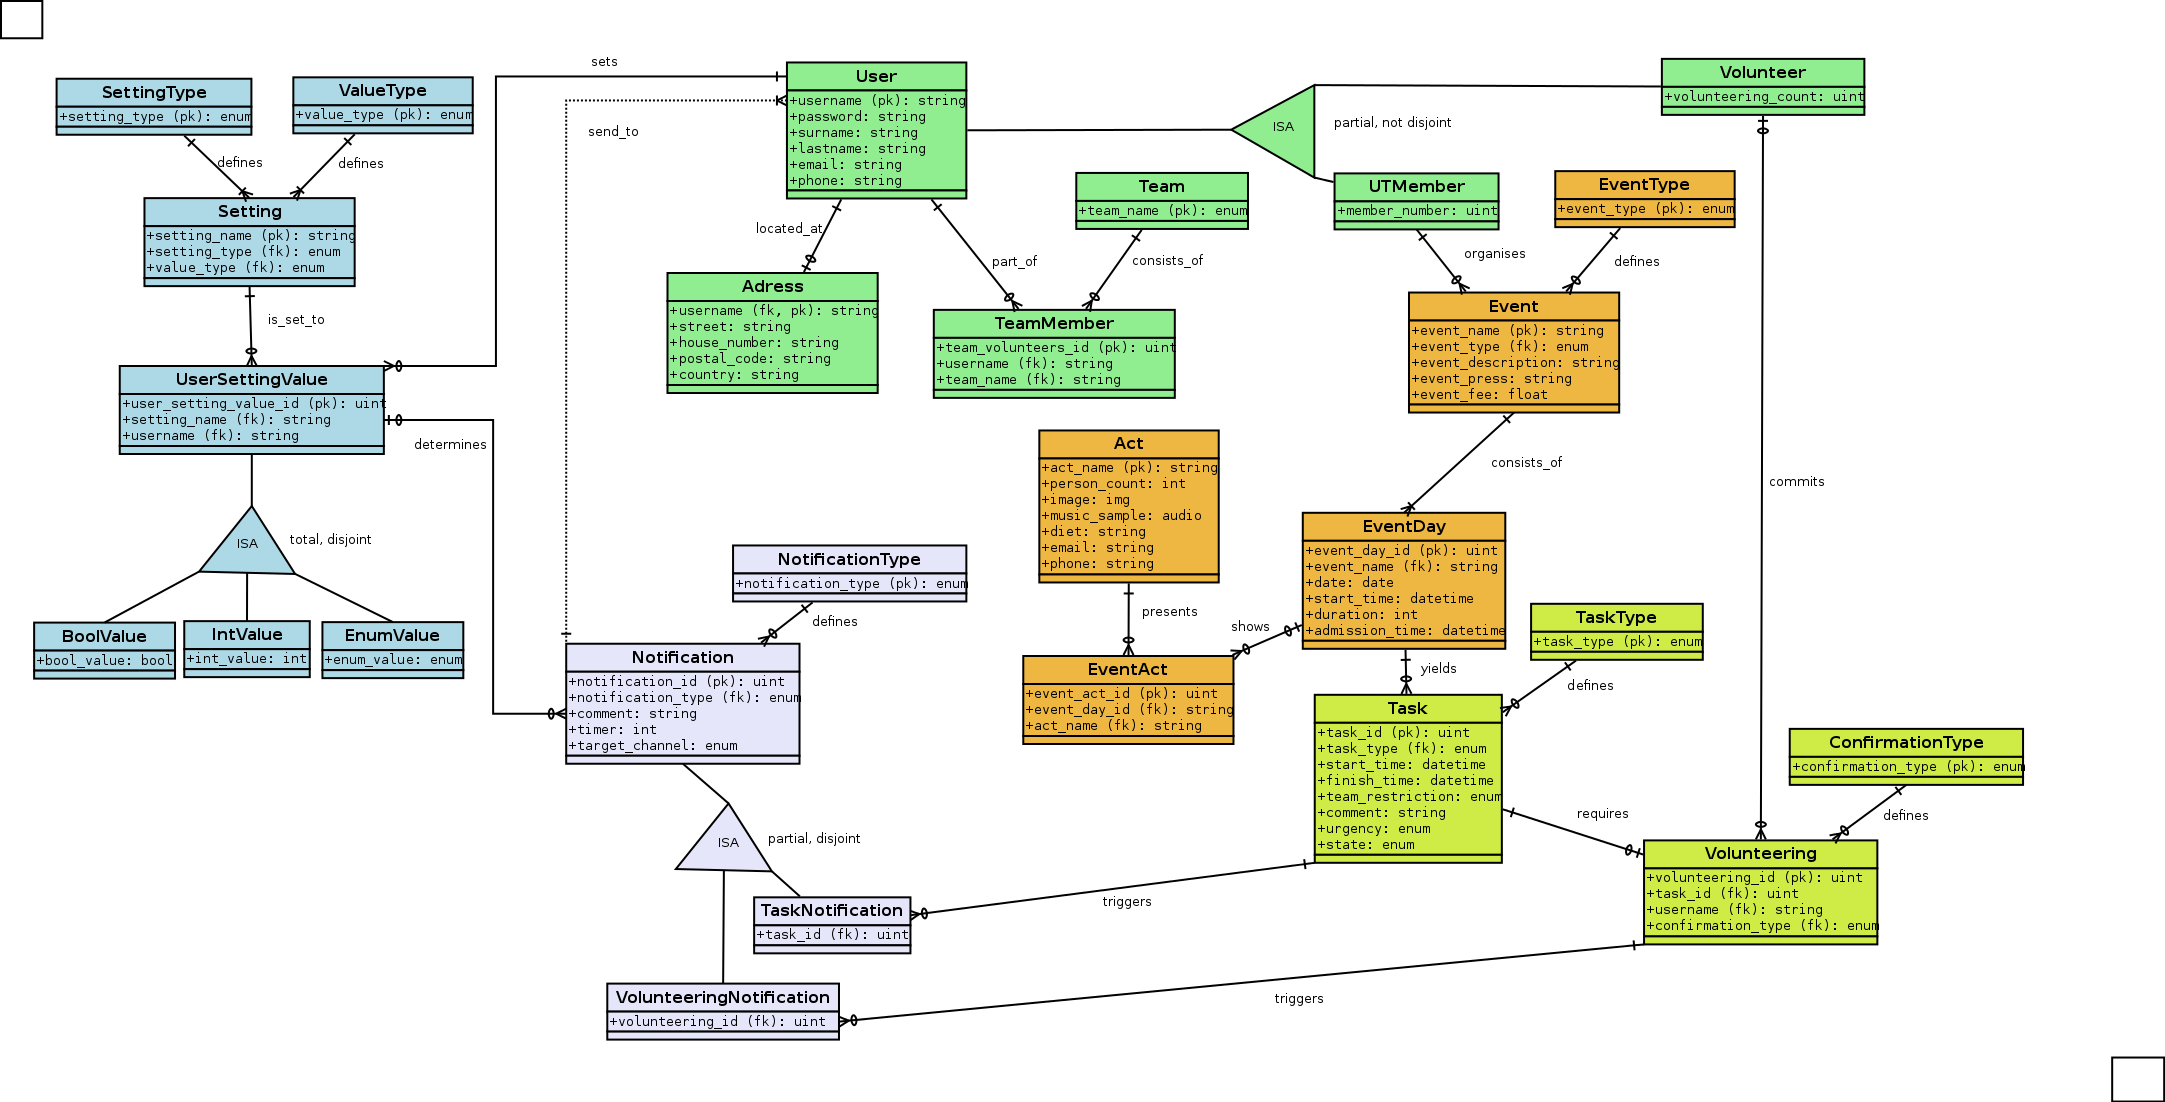 sets
User
+username (pk): string
+password: string
+surname: string
+lastname: string
+email: string
+phone: string
Volunteer
+volunteering_count: uint
SettingType
+setting_type (pk): enum
ValueType
+value_type (pk): enum
send_to
ISA
partial, not disjoint
defines
defines
Team
+team_name (pk): enum
UTMember
+member_number: uint
EventType
+event_type (pk): enum
Setting
+setting_name (pk): string
+setting_type (fk): enum
+value_type (fk): enum
located_at
part_of
consists_of
organises
defines
Adress
+username (fk, pk): string
+street: string
+house_number: string
+postal_code: string
+country: string
TeamMember
+team_volunteers_id (pk): uint
+username (fk): string
+team_name (fk): string
Event
+event_name (pk): string
+event_type (fk): enum
+event_description: string
+event_press: string
+event_fee: float
is_set_to
UserSettingValue
+user_setting_value_id (pk): uint
+setting_name (fk): string
+username (fk): string
determines
Act
+act_name (pk): string
+person_count: int
+image: img
+music_sample: audio
+diet: string
+email: string
+phone: string
consists_of
commits
ISA
total, disjoint
EventDay
+event_day_id (pk): uint
+event_name (fk): string
+date: date
+start_time: datetime
+duration: int
+admission_time: datetime
NotificationType
+notification_type (pk): enum
defines
presents
shows
TaskType
+task_type (pk): enum
BoolValue
+bool_value: bool
IntValue
+int_value: int
EnumValue
+enum_value: enum
Notification
+notification_id (pk): uint
+notification_type (fk): enum
+comment: string
+timer: int
+target_channel: enum
EventAct
+event_act_id (pk): uint
+event_day_id (fk): string
+act_name (fk): string
yields
defines
Task
+task_id (pk): uint
+task_type (fk): enum
+start_time: datetime
+finish_time: datetime
+team_restriction: enum
+comment: string
+urgency: enum
+state: enum
ConfirmationType
+confirmation_type (pk): enum
requires
defines
ISA
partial, disjoint
Volunteering
+volunteering_id (pk): uint
+task_id (fk): uint
+username (fk): string
+confirmation_type (fk): enum
TaskNotification
+task_id (fk): uint
triggers
VolunteeringNotification
+volunteering_id (fk): uint
triggers